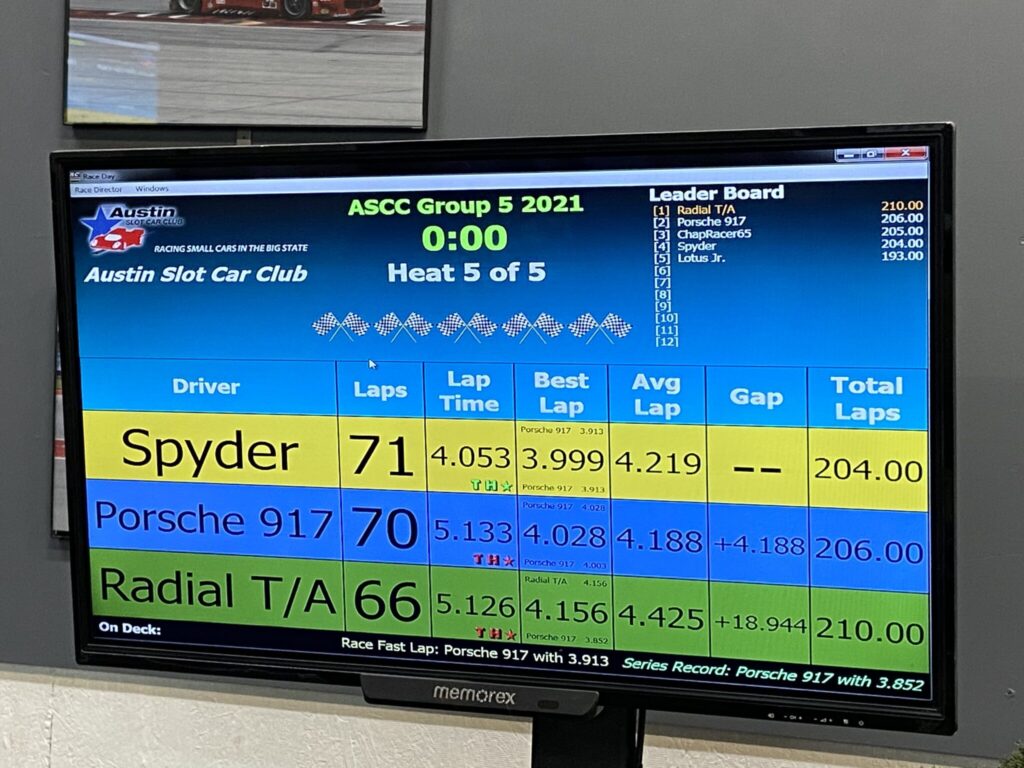 Race Day
Race Director Windows
Austin
SLOT CAR CLUB
RACING SMALL CARS IN THE BIG STATE
Austin Slot Car Club
ASCC Group 5 2021
0:00
Heat 5 of 5
Leader Board
[1] Radial T/A 210.00
[2] Porsche 917 206.00
[3] ChapRacer65 205.00
[4] Spyder 204.00
[5] Lotus Jr. 193.00
[6]
[7]
[8]
[9]
[10]
[11]
[12]
Driver Laps Lap Time Best Lap Avg Lap Gap Total Laps
Porsche 917 3.913
Spyder 71 4.053 3.999 4.219 -- 204.00
TH★ Porsche 917 3.913
Porsche 917 4.028
Porsche 917 70 5.133 4.028 4.188 +4.188 206.00
TH★ Porsche 917 4.003
Radial T/A 4.156
Radial T/A 66 5.126 4.156 4.425 +18.944 210.00
TH★ Porsche 917 3.852
On Deck:
Race Fast Lap: Porsche 917 with 3.913 Series Record: Porsche 917 with 3.852
memorex